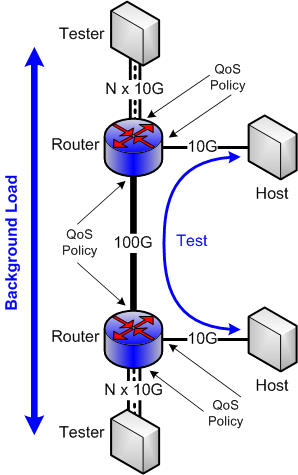 Tester
N x 10G
QoS
Policy
Router
10G
Host
QoS
Policy
100G
Test
Background Load
Router
10G
Host
N x 10G
QoS
Policy
Tester